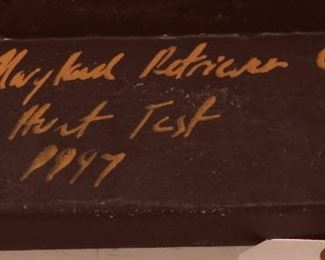 Maryland Retriever
Hunt Test
1997